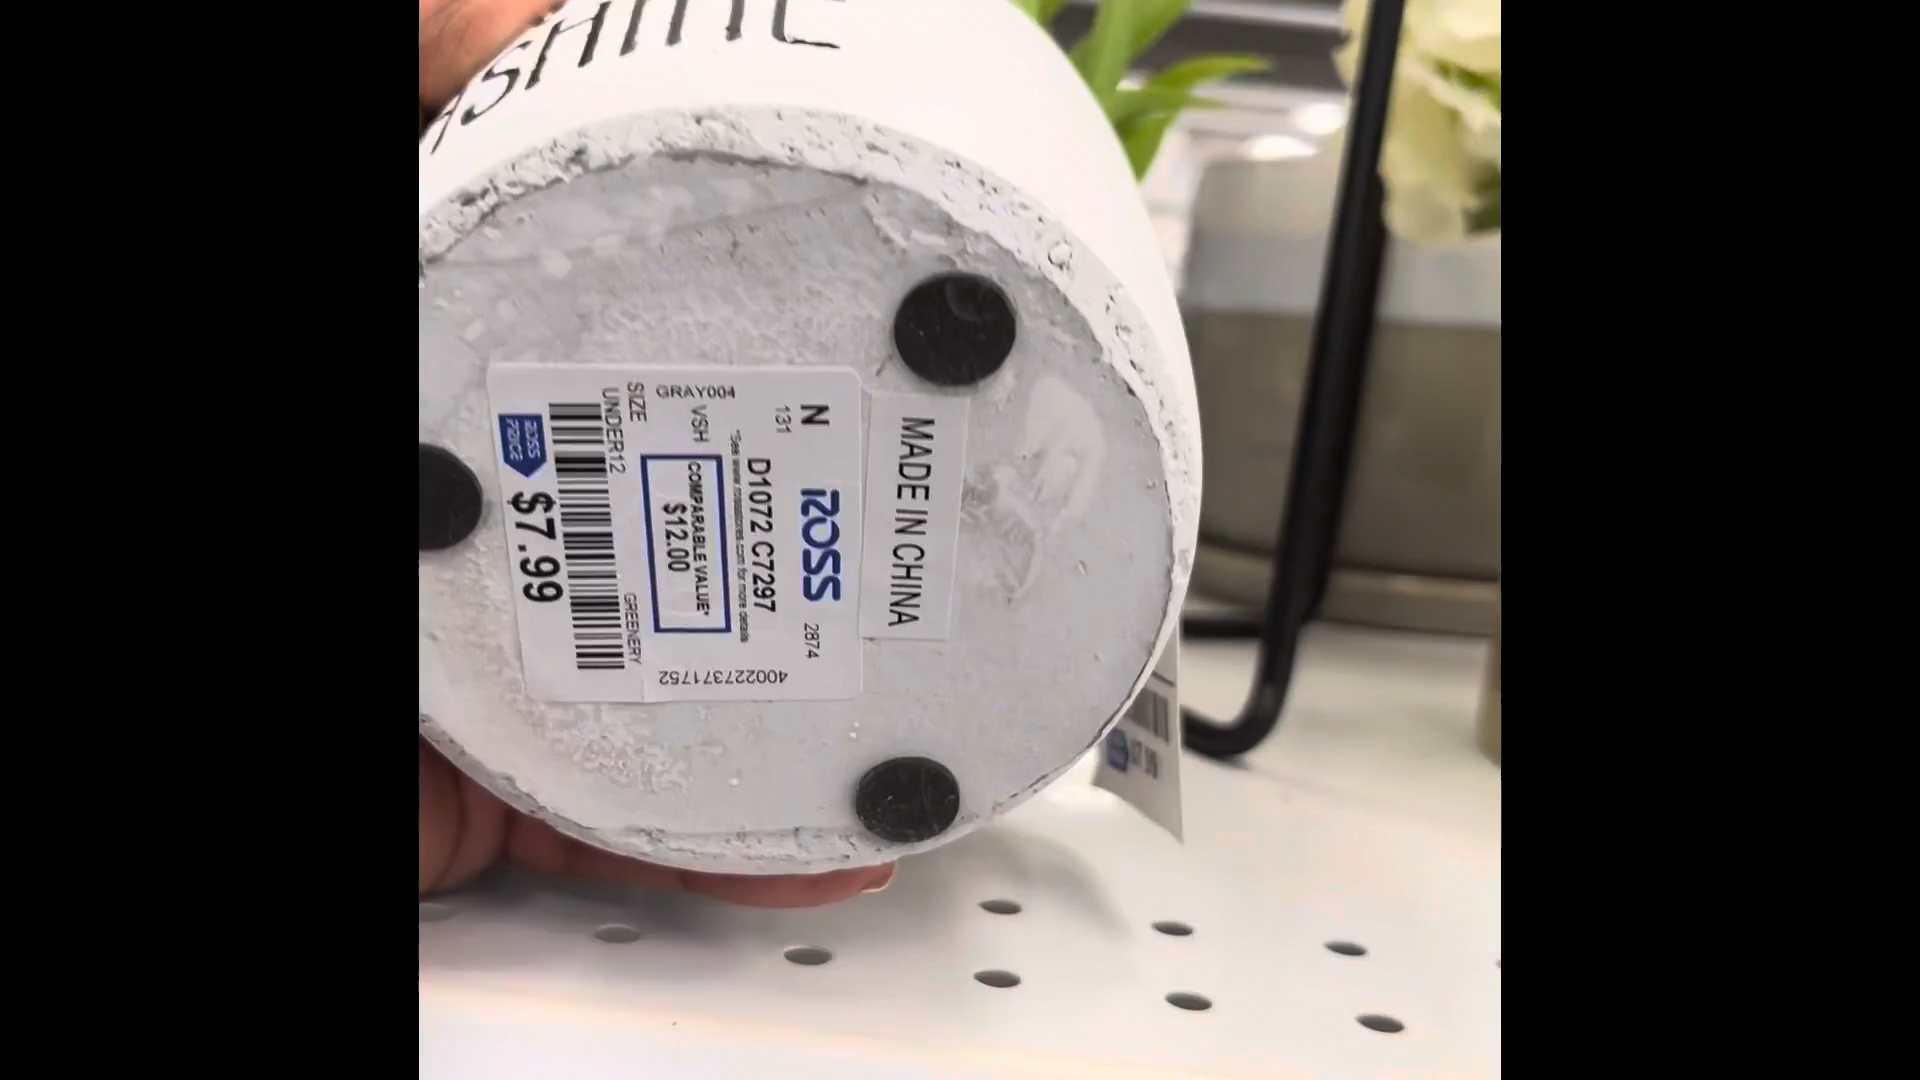 N
131
ROSS
2874
D1072 C7297
*See www.rossstores.com for more details
GRAY004
VSH
COMPARABLE VALUE*
$12.00
400227371752
SIZE
UNDER12
GREENERY
ROSS
PRICE
$7.99
MADE IN CHINA